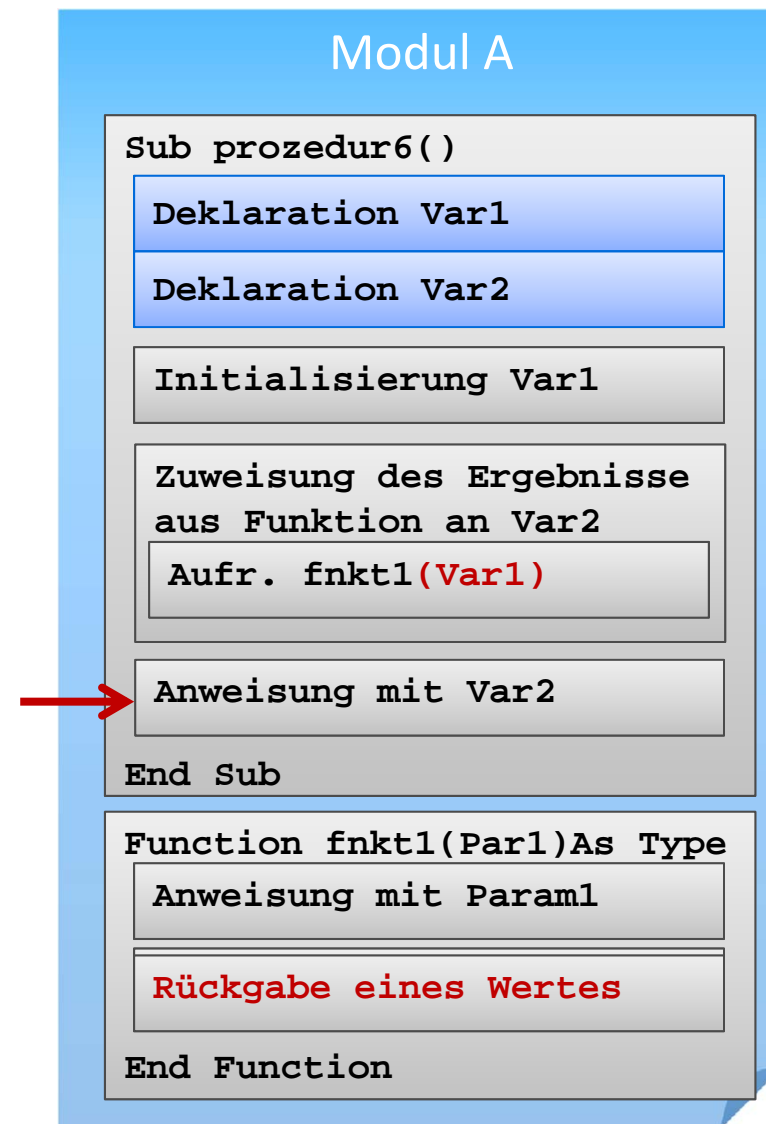 Modul A
Sub prozedur6()
Deklaration Var1
Deklaration Var2
Initialisierung Var1
Zuweisung des Ergebnisse
aus Funktion an Var2
Aufr. fnkt1(Var1)
Anweisung mit Var2
End Sub
Function fnkt1(Par1)As Type
Anweisung mit Param1
Rückgabe eines Wertes
End Function